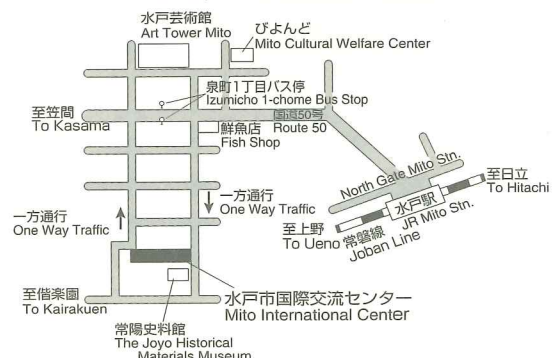 水戸芸術館
Art Tower Mito
びよんど
Mito Cultural Welfare Center
泉町1丁目バス停
Izumicho 1-chome Bus Stop
至笠間
To Kasama
国道50号
Route 50
鮮魚店
Fish Shop
North Gate Mito Stn.
至日立
To Hitachi
水戸駅
JR Mito Stn.
至上野
To Ueno
常磐線
Joban Line
一方通行
One Way Traffic
一方通行
One Way Traffic
至偕楽園
To Kairakuen
水戸市国際交流センター
Mito International Center
常陽史料館
The Joyo Historical
Materials Museum